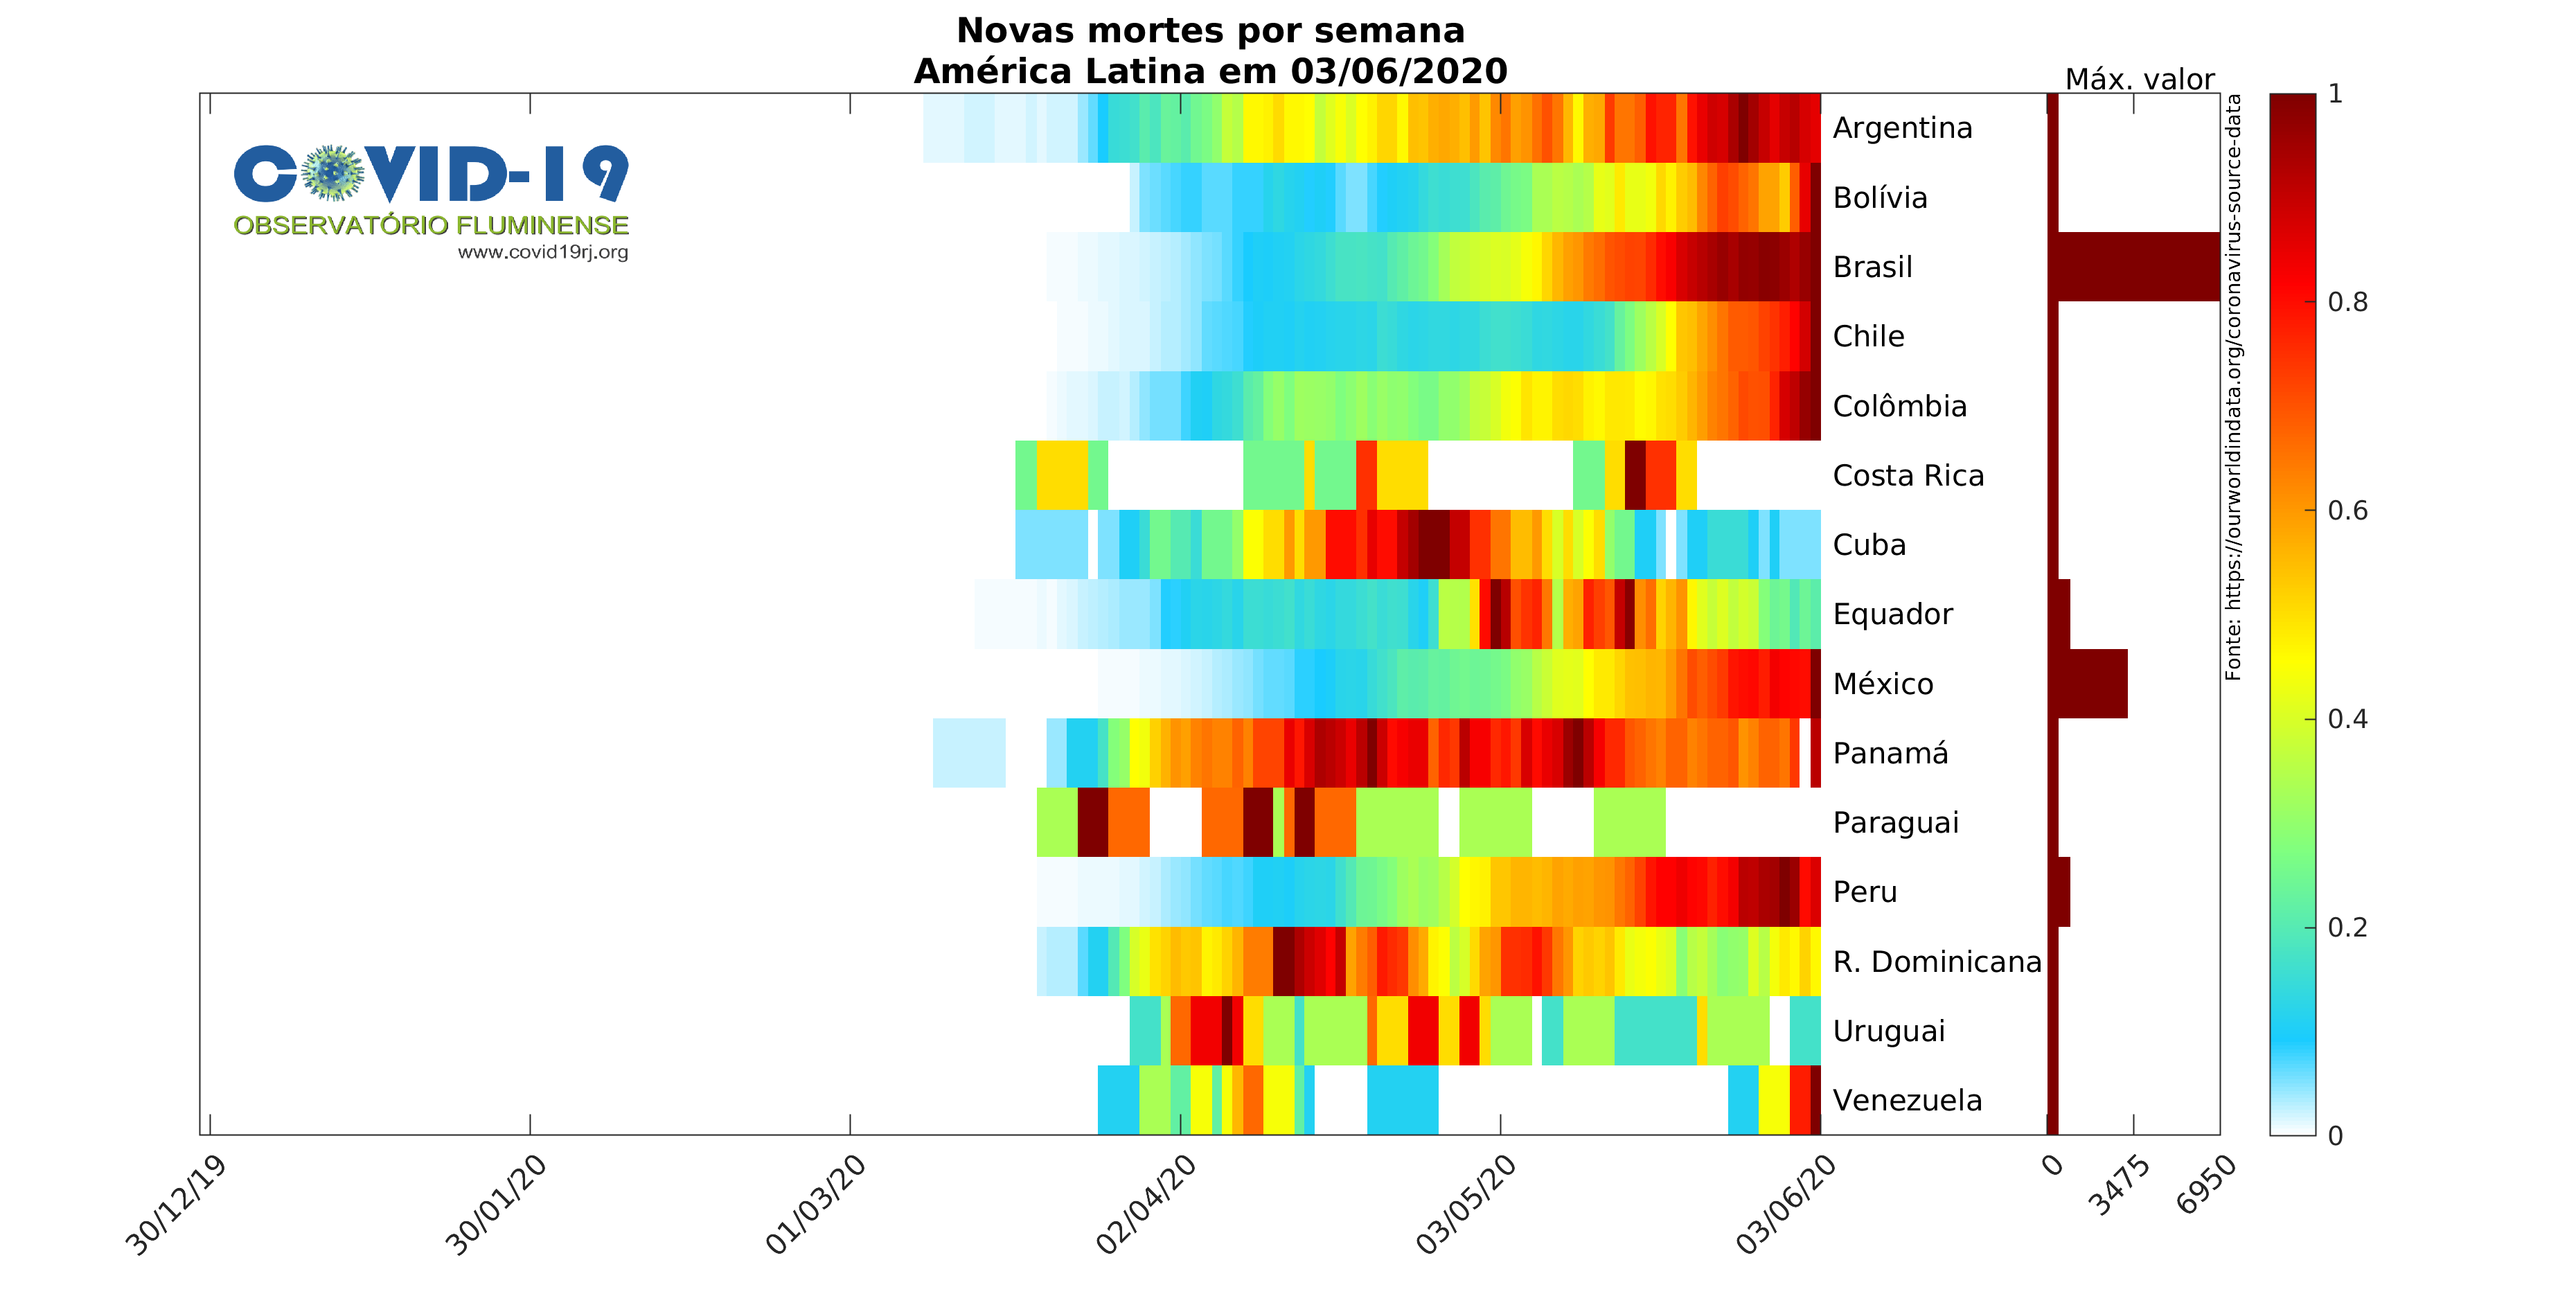 Novas mortes por semana
América Latina em 03/06/2020
Máx. valor
COVID-19
OBSERVATÓRIO FLUMINENSE
www.covid19rj.org
Argentina
Bolívia
Brasil
Chile
Colômbia
Costa Rica
Cuba
Equador
México
Panamá
Paraguai
Peru
R. Dominicana
Uruguai
Venezuela
Fonte: https://ourworldindata.org/coronavirus-source-data
1
0.8
0.6
0.4
0.2
0
30/12/19
30/01/20
01/03/20
02/04/20
03/05/20
03/06/20
0
3475
6950